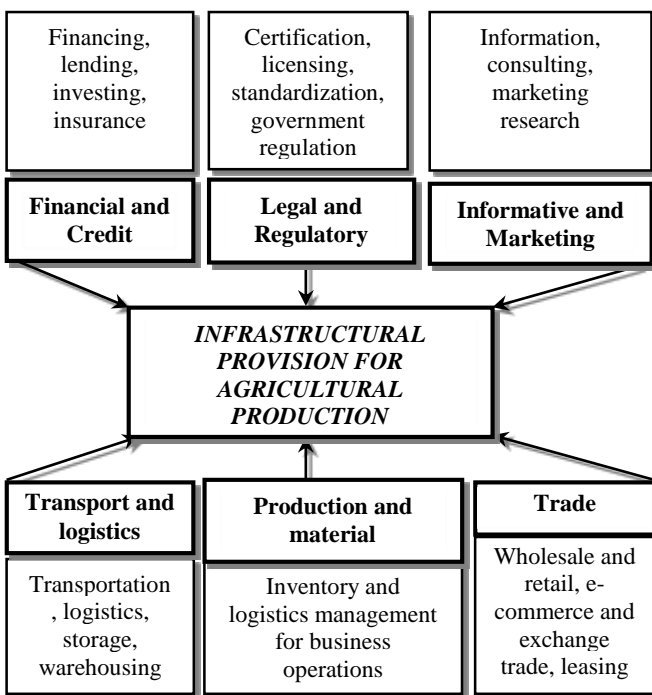 Financing,
lending,
investing,
insurance
Certification,
licensing,
standardization,
government
regulation
Information,
consulting,
marketing
research
Financial and
Credit
Legal and
Regulatory
Informative and
Marketing
INFRASTRUCTURAL
PROVISION FOR
AGRICULTURAL
PRODUCTION
Transport and
logistics
Production and
material
Trade
Transportation
, logistics,
storage,
warehousing
Inventory and
logistics management
for business
operations
Wholesale and
retail, e-
commerce and
exchange
trade, leasing